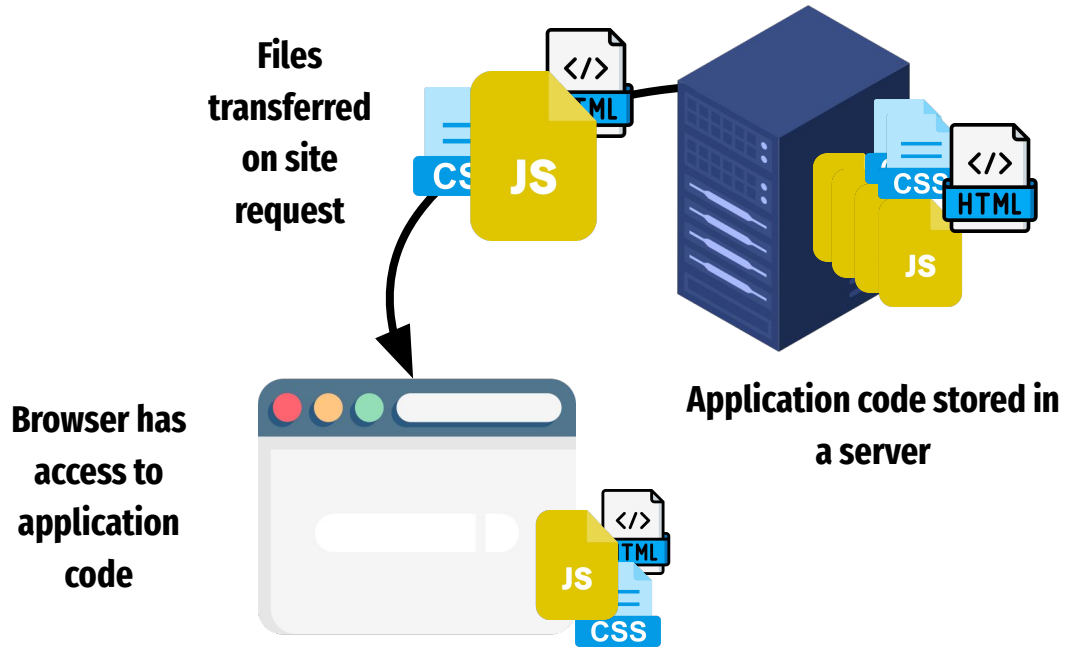 Files
transferred
on site
request
</>
HTML
CSS
JS
</>
CSS
HTML
JS
Application code stored in
a server
Browser has
access to
application
code
</>
HTML
JS
CSS